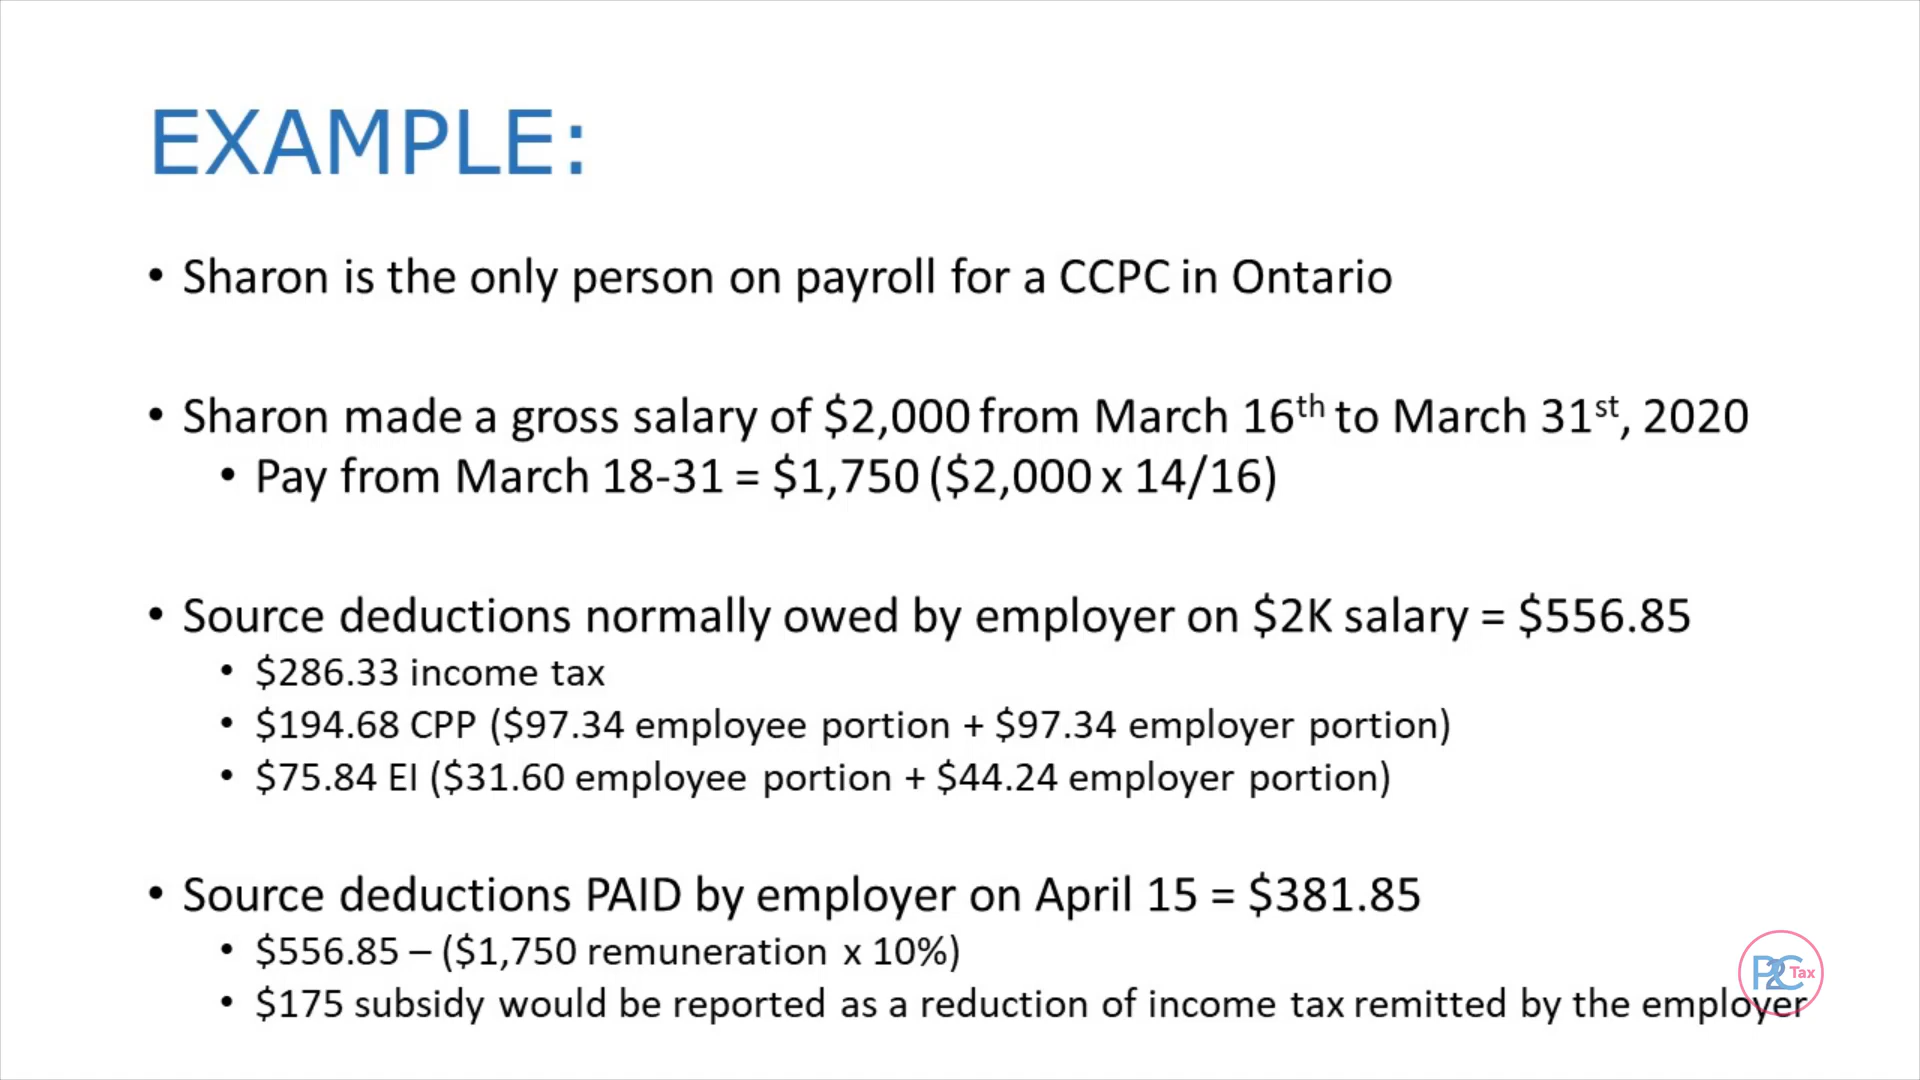 EXAMPLE:
• Sharon is the only person on payroll for a CCPC in Ontario
• Sharon made a gross salary of $2,000 from March 16th to March 31st, 2020
• Pay from March 18-31 = $1,750 ($2,000 x 14/16)
• Source deductions normally owed by employer on $2K salary = $556.85
• $286.33 income tax
• $194.68 CPP ($97.34 employee portion + $97.34 employer portion)
• $75.84 EI ($31.60 employee portion + $44.24 employer portion)
• Source deductions PAID by employer on April 15 = $381.85
• $556.85 – ($1,750 remuneration x 10%)
• $175 subsidy would be reported as a reduction of income tax remitted by the employer
P2C Tax